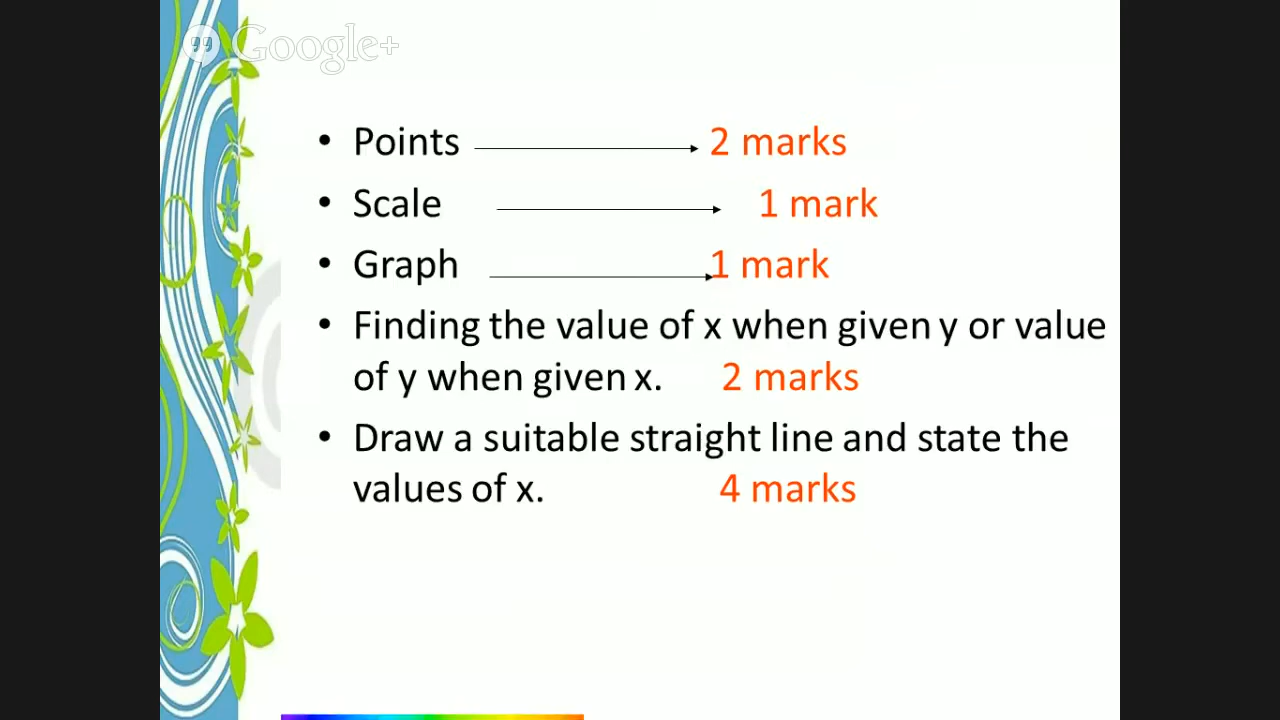 Google+
• Points 2 marks
• Scale 1 mark
• Graph 1 mark
• Finding the value of x when given y or value
of y when given x. 2 marks
• Draw a suitable straight line and state the
values of x. 4 marks